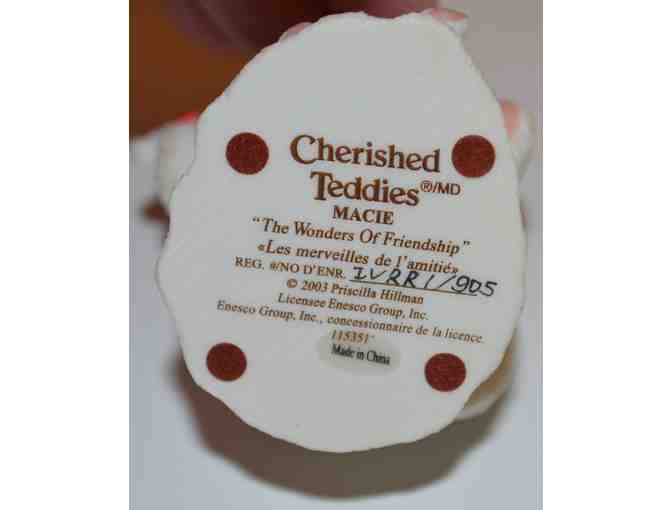 Cherished
Teddies®/MD
MACIE
"The Wonders Of Friendship"
«Les merveilles de l'amitié»
REG. #/NO D'ENR. IVRR1/905
© 2003 Priscilla Hillman
Licensee Enesco Group, Inc.
Enesco Group, Inc., concessionnaire de la licence
115351
Made in China